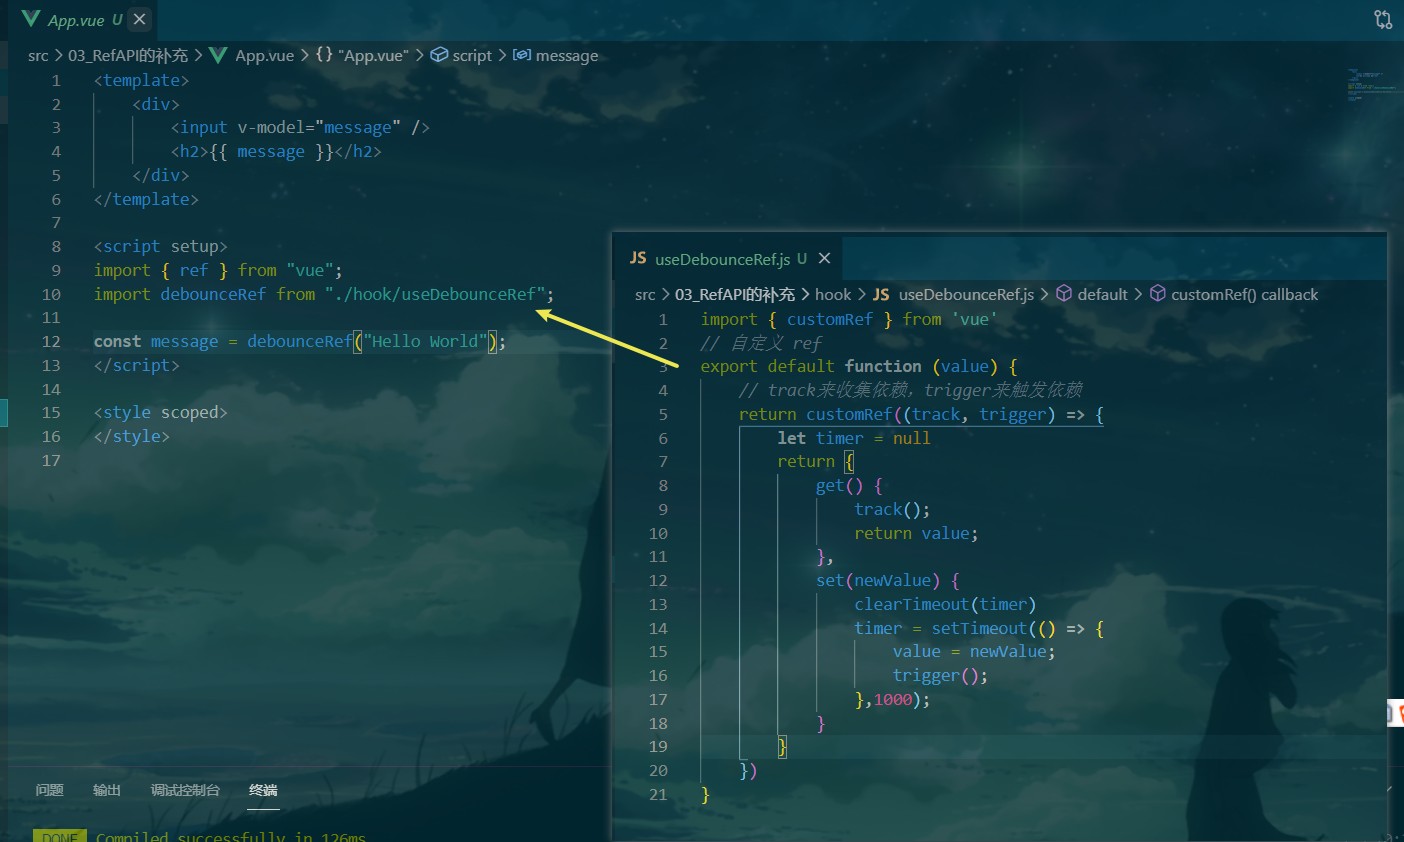 App.vue U
src > 03_RefAPI的补充 > App.vue > {} "App.vue" > script > message
1 <template>
2 <div>
3 <input v-model="message" />
4 <h2>{{ message }}</h2>
5 </div>
6 </template>
7
8 <script setup>
9 import { ref } from "vue";
10 import debounceRef from "./hook/useDebounceRef";
11
12 const message = debounceRef("Hello World");
13 </script>
14
15 <style scoped>
16 </style>
17
问题 输出 调试控制台 终端
DONE Compiled successfully in 126ms
JS useDebounceRef.js U
src > 03_RefAPI的补充 > hook > JS useDebounceRef.js > default > customRef() callback
1 import { customRef } from 'vue'
2 // 自定义 ref
3 export default function (value) {
4 // track来收集依赖，trigger来触发依赖
5 return customRef((track, trigger) => {
6 let timer = null
7 return {
8 get() {
9 track();
10 return value;
11 },
12 set(newValue) {
13 clearTimeout(timer)
14 timer = setTimeout(() => {
15 value = newValue;
16 trigger();
17 },1000);
18 }
19 }
20 })
21 }